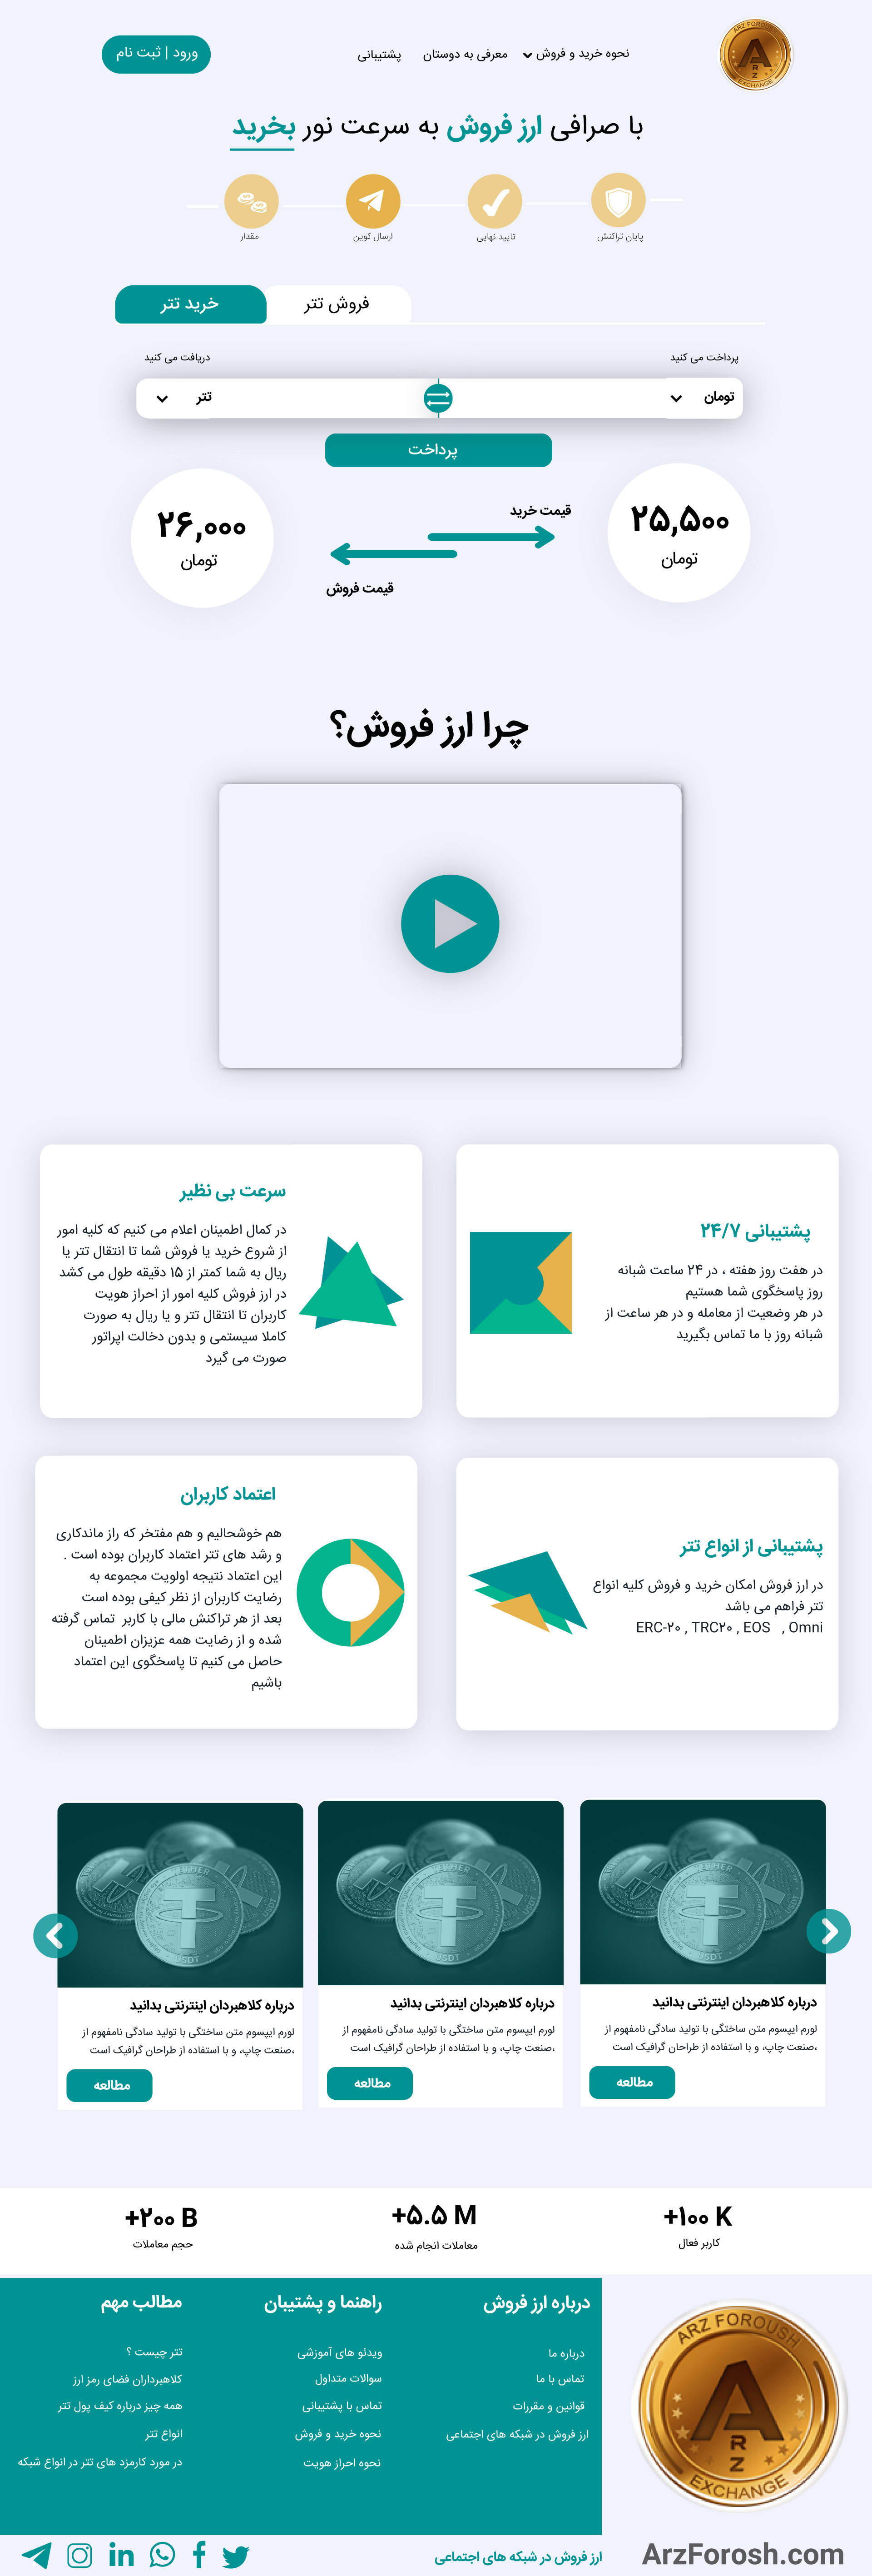 ARZ FOROUSH
A
R
Z
EXCHANGE
نحوه خرید و فروش
معرفی به دوستان
پشتیبانی
ورود | ثبت نام
با صرافی ارز فروش به سرعت نور بخرید
پایان تراکنش
تایید نهایی
ارسال کوین
مقدار
فروش تتر
خرید تتر
پرداخت می کنید
دریافت می کنید
تومان
تتر
پرداخت
۲۵,۵۰۰
تومان
قیمت خرید
قیمت فروش
۲۶,۰۰۰
تومان
چرا ارز فروش؟
پشتیبانی ۲۴/۷
در هفت روز هفته ، در ۲۴ ساعت شبانه
روز پاسخگوی شما هستیم
در هر وضعیت از معامله و در هر ساعت از
شبانه روز با ما تماس بگیرید
سرعت بی نظیر
در کمال اطمینان اعلام می کنیم که کلیه امور
از شروع خرید یا فروش شما تا انتقال تتر یا
ریال به شما کمتر از ۱۵ دقیقه طول می کشد
در ارز فروش کلیه امور از احراز هویت
کاربران تا انتقال تتر و یا ریال به صورت
کاملا سیستمی و بدون دخالت اپراتور
صورت می گیرد
پشتیبانی از انواع تتر
در ارز فروش امکان خرید و فروش کلیه انواع
تتر فراهم می باشد
ERC-۲۰ , TRC۲۰ , EOS , Omni
اعتماد کاربران
هم خوشحالیم و هم مفتخر که راز ماندکاری
و رشد های تتر اعتماد کاربران بوده است .
این اعتماد نتیجه اولویت مجموعه به
رضایت کاربران از نظر کیفی بوده است
بعد از هر تراکنش مالی با کاربر تماس گرفته
شده و از رضایت همه عزیزان اطمینان
حاصل می کنیم تا پاسخگوی این اعتماد
باشیم
درباره کلاهبردان اینترنتی بدانید
لورم ایپسوم متن ساختگی با تولید سادگی نامفهوم از
صنعت چاپ، و با استفاده از طراحان گرافیک است،
مطالعه
درباره کلاهبردان اینترنتی بدانید
لورم ایپسوم متن ساختگی با تولید سادگی نامفهوم از
صنعت چاپ، و با استفاده از طراحان گرافیک است،
مطالعه
درباره کلاهبردان اینترنتی بدانید
لورم ایپسوم متن ساختگی با تولید سادگی نامفهوم از
صنعت چاپ، و با استفاده از طراحان گرافیک است،
مطالعه
+۱۰۰ K
کاربر فعال
+۵.۵ M
معاملات انجام شده
+۲۰۰ B
حجم معاملات
ARZ FOROUSH
A
R
Z
EXCHANGE
ArzForosh.com
درباره ارز فروش
درباره ما
تماس با ما
قوانین و مقررات
ارز فروش در شبکه های اجتماعی
راهنما و پشتیبان
ویدئو های آموزشی
سوالات متداول
تماس با پشتیبانی
نحوه خرید و فروش
نحوه احراز هویت
مطالب مهم
تتر چیست ؟
کلاهبرداران فضای رمز ارز
همه چیز درباره کیف پول تتر
انواع تتر
در مورد کارمزد های تتر در انواع شبکه
ارز فروش در شبکه های اجتماعی